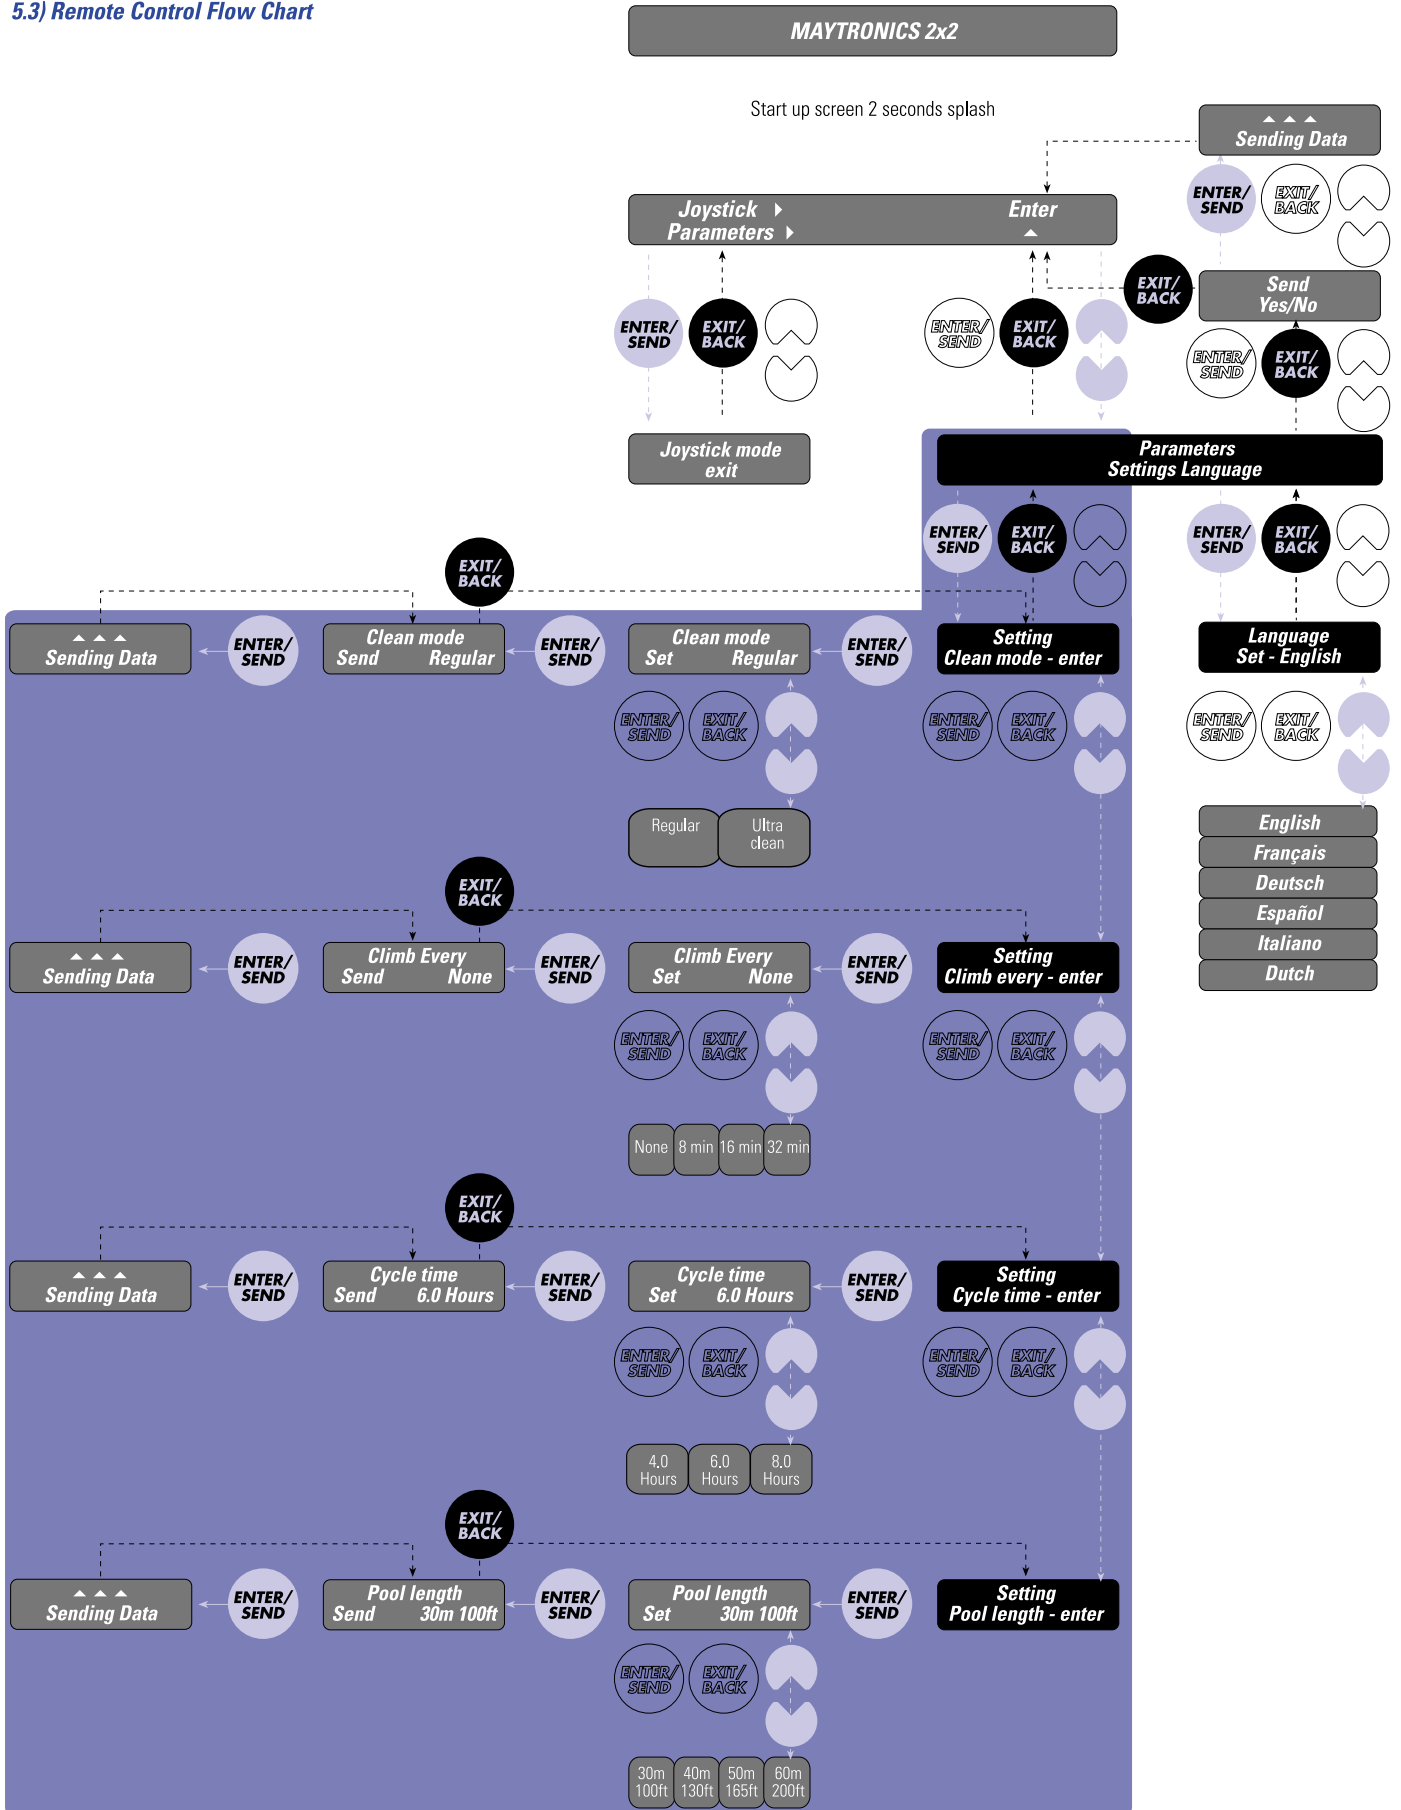 5.3) Remote Control Flow Chart
MAYTRONICS 2x2
Start up screen 2 seconds splash
Sending Data
ENTER/
SEND
EXIT/
BACK
Joystick
Parameters
Enter
EXIT/
BACK
Send
Yes/No
ENTER/
SEND
EXIT/
BACK
ENTER/
SEND
EXIT/
BACK
ENTER/
SEND
EXIT/
BACK
Joystick mode
exit
Parameters
Settings Language
ENTER/
SEND
EXIT/
BACK
ENTER/
SEND
EXIT/
BACK
EXIT/
BACK
Sending Data
ENTER/
SEND
Clean mode
Send Regular
ENTER/
SEND
Clean mode
Set Regular
ENTER/
SEND
Setting
Clean mode - enter
Language
Set - English
ENTER/
SEND
EXIT/
BACK
ENTER/
SEND
EXIT/
BACK
ENTER/
SEND
EXIT/
BACK
Regular
Ultra
clean
English
Français
Deutsch
Español
Italiano
Dutch
EXIT/
BACK
Sending Data
ENTER/
SEND
Climb Every
Send None
ENTER/
SEND
Climb Every
Set None
ENTER/
SEND
Setting
Climb every - enter
ENTER/
SEND
EXIT/
BACK
ENTER/
SEND
EXIT/
BACK
None 8 min 16 min 32 min
EXIT/
BACK
Sending Data
ENTER/
SEND
Cycle time
Send 6.0 Hours
ENTER/
SEND
Cycle time
Set 6.0 Hours
ENTER/
SEND
Setting
Cycle time - enter
ENTER/
SEND
EXIT/
BACK
ENTER/
SEND
EXIT/
BACK
4.0
Hours
6.0
Hours
8.0
Hours
EXIT/
BACK
Sending Data
ENTER/
SEND
Pool length
Send 30m 100ft
ENTER/
SEND
Pool length
Set 30m 100ft
ENTER/
SEND
Setting
Pool length - enter
ENTER/
SEND
EXIT/
BACK
30m
100ft
40m
130ft
50m
165ft
60m
200ft